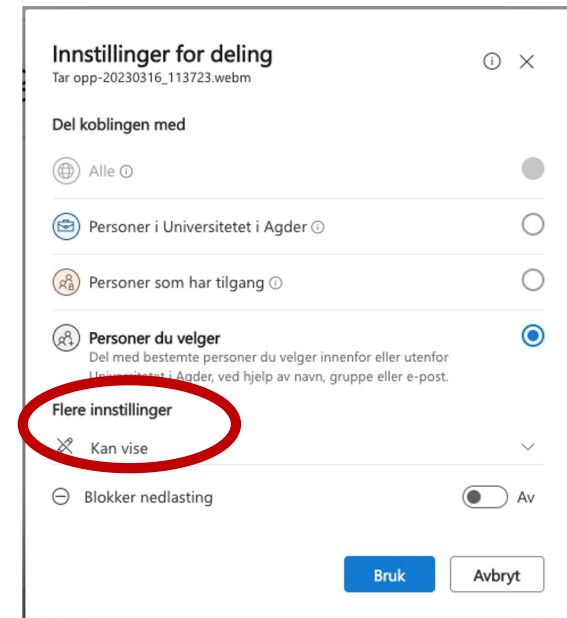 Innstillinger for deling
Tar opp-20230316_113723.webm
Del koblingen med
Alle
Personer i Universitetet i Agder
Personer som har tilgang
Personer du velger
Del med bestemte personer du velger innenfor eller utenfor
Universitetet i Agder, ved hjelp av navn, gruppe eller e-post.
Flere innstillinger
Kan vise
Blokker nedlasting Av
Bruk Avbryt